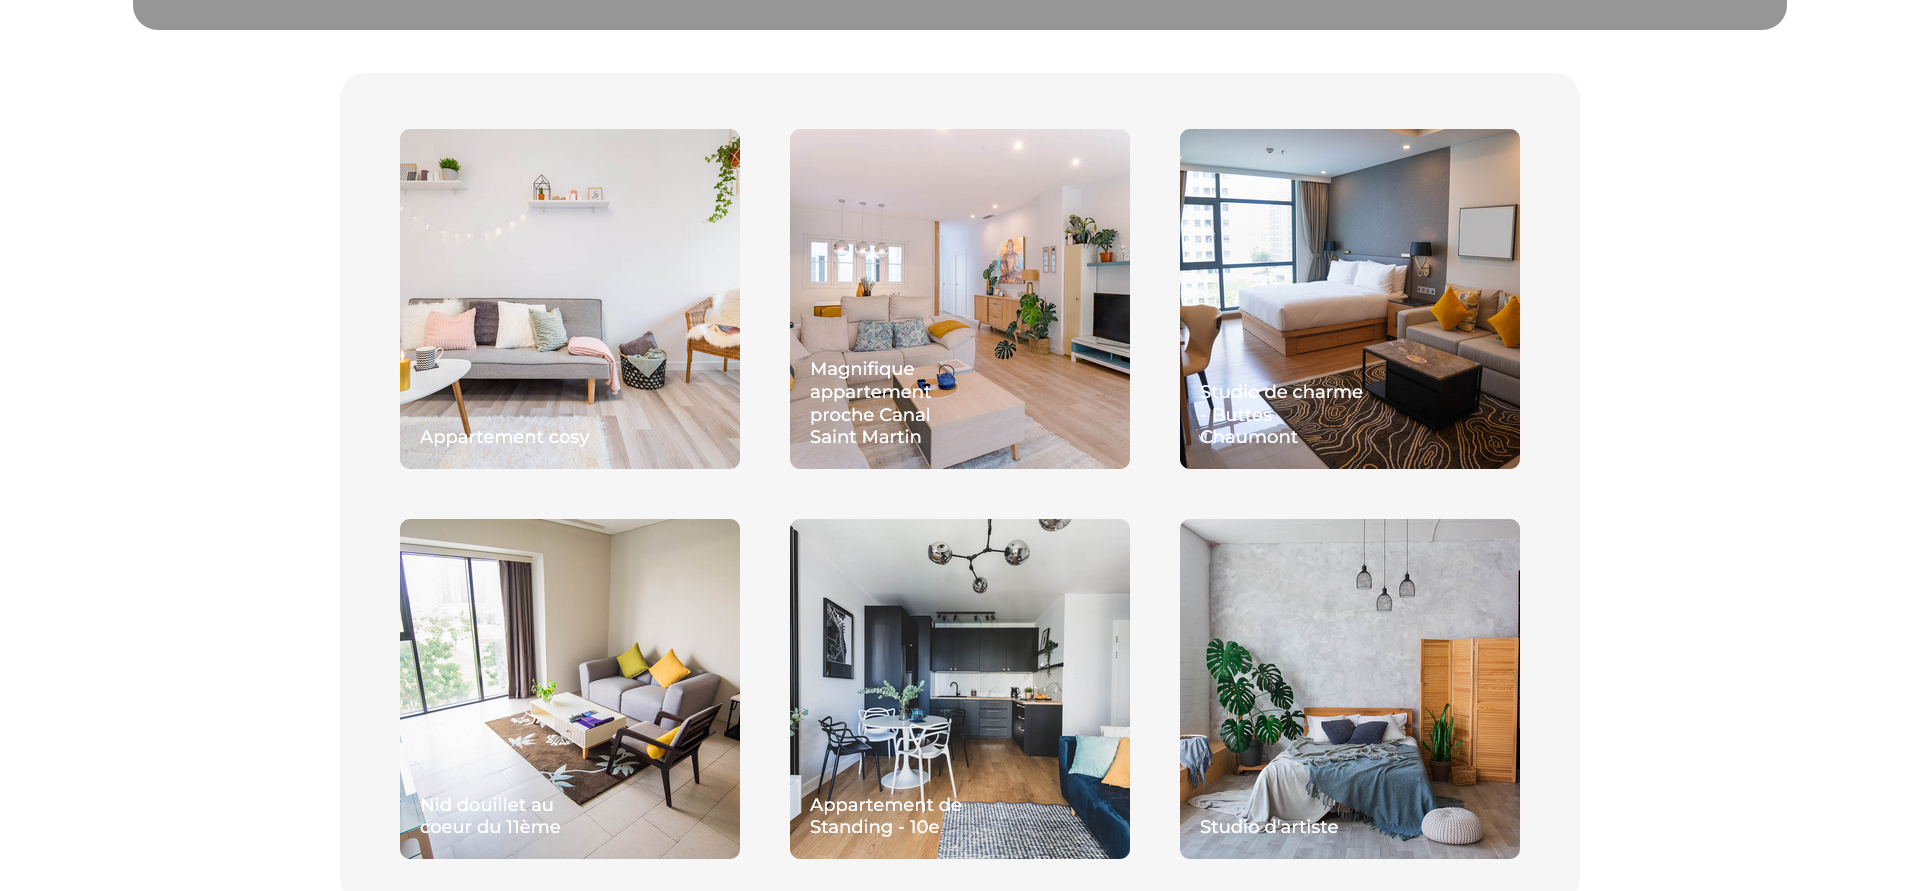 Appartement cosy
Magnifique
appartement
proche Canal
Saint Martin
Studio de charme
- Buttes
Chaumont
Nid douillet au
coeur du 11ème
Appartement de
Standing - 10e
Studio d'artiste